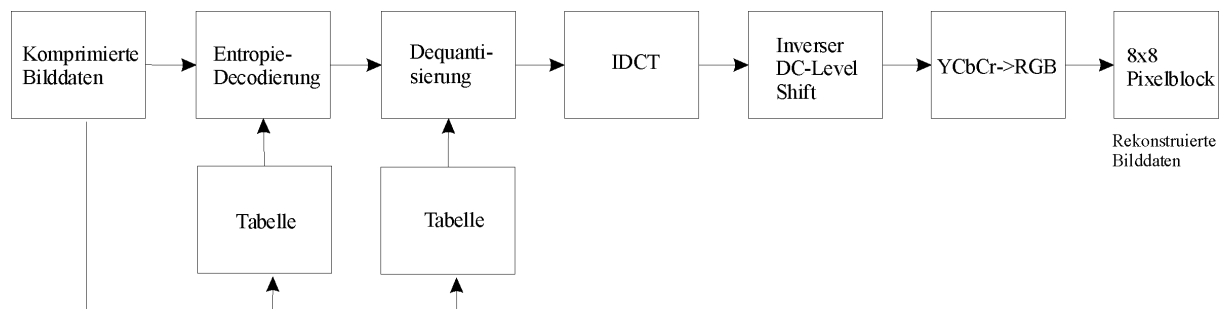 Komprimierte
Bilddaten
Entropie-
Decodierung
Dequanti-
sierung
IDCT
Inverser
DC-Level
Shift
YCbCr->RGB
8x8
Pixelblock
Rekonstruierte
Bilddaten
Tabelle
Tabelle